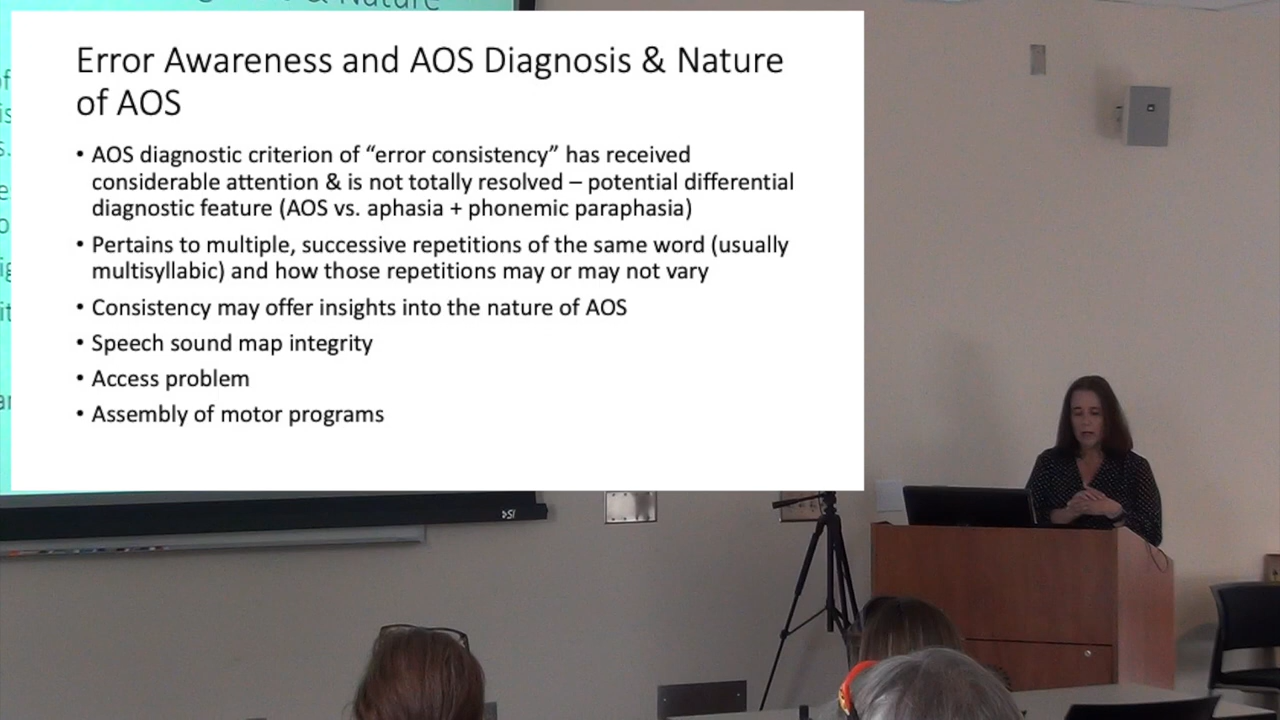 Error Awareness and AOS Diagnosis & Nature
of AOS
• AOS diagnostic criterion of “error consistency” has received
considerable attention & is not totally resolved – potential differential
diagnostic feature (AOS vs. aphasia + phonemic paraphasia)
• Pertains to multiple, successive repetitions of the same word (usually
multisyllabic) and how those repetitions may or may not vary
• Consistency may offer insights into the nature of AOS
• Speech sound map integrity
• Access problem
• Assembly of motor programs